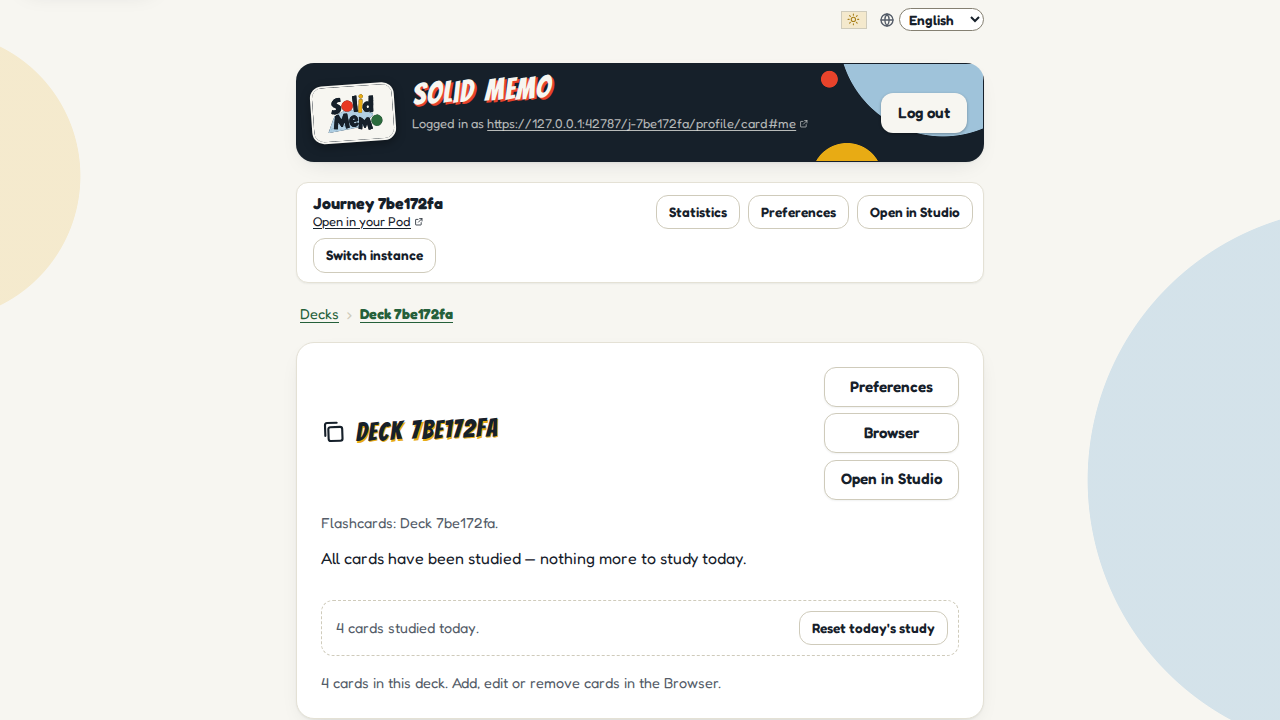 English
Solid Memo
SOLID MEMO
Logged in as https://127.0.0.1:42787/j-7be172fa/profile/card#me
Log out
Journey 7be172fa
Open in your Pod
Statistics
Preferences
Open in Studio
Switch instance
Decks › Deck 7be172fa
DECK 7BE172FA
Preferences
Browser
Open in Studio
Flashcards: Deck 7be172fa.
All cards have been studied — nothing more to study today.
4 cards studied today.
Reset today's study
4 cards in this deck. Add, edit or remove cards in the Browser.